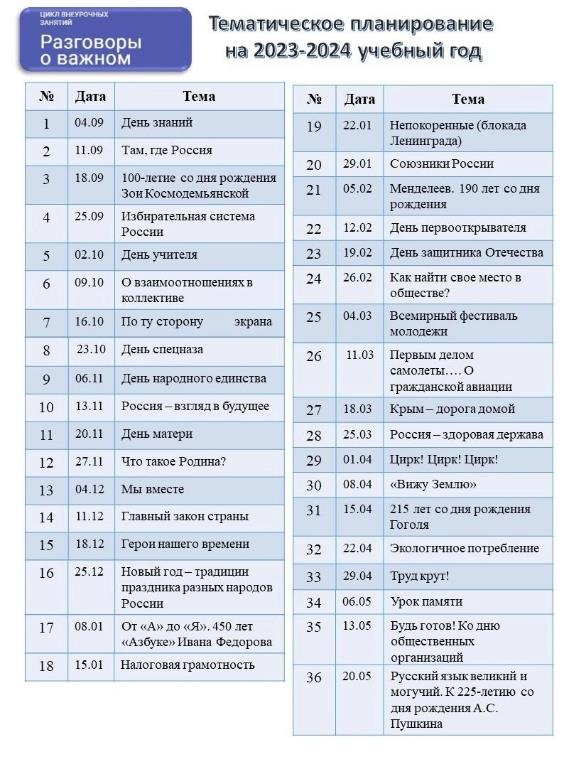 ЦИКЛ ВНЕУРОЧНЫХ
ЗАНЯТИЙ
Разговоры
о важном
Тематическое планирование
на 2023-2024 учебный год
№ Дата Тема
1 04.09 День знаний
2 11.09 Там, где Россия
3 18.09 100-летие со дня рождения
Зои Космодемьянской
4 25.09 Избирательная система
России
5 02.10 День учителя
6 09.10 О взаимоотношениях в
коллективе
7 16.10 По ту сторону экрана
8 23.10 День спецназа
9 06.11 День народного единства
10 13.11 Россия – взгляд в будущее
11 20.11 День матери
12 27.11 Что такое Родина?
13 04.12 Мы вместе
14 11.12 Главный закон страны
15 18.12 Герои нашего времени
16 25.12 Новый год – традиции
праздника разных народов
России
17 08.01 От «А» до «Я». 450 лет
«Азбуке» Ивана Федорова
18 15.01 Налоговая грамотность
№ Дата Тема
19 22.01 Непокоренные (блокада
Ленинграда)
20 29.01 Союзники России
21 05.02 Менделеев. 190 лет со дня
рождения
22 12.02 День первооткрывателя
23 19.02 День защитника Отечества
24 26.02 Как найти свое место в
обществе?
25 04.03 Всемирный фестиваль
молодежи
26 11.03 Первым делом
самолеты…. О
гражданской авиации
27 18.03 Крым – дорога домой
28 25.03 Россия – здоровая держава
29 01.04 Цирк! Цирк! Цирк!
30 08.04 «Вижу Землю»
31 15.04 215 лет со дня рождения
Гоголя
32 22.04 Экологичное потребление
33 29.04 Труд крут!
34 06.05 Урок памяти
35 13.05 Будь готов! Ко дню
общественных
организаций
36 20.05 Русский язык великий и
могучий. К 225-летию со
дня рождения А.С.
Пушкина